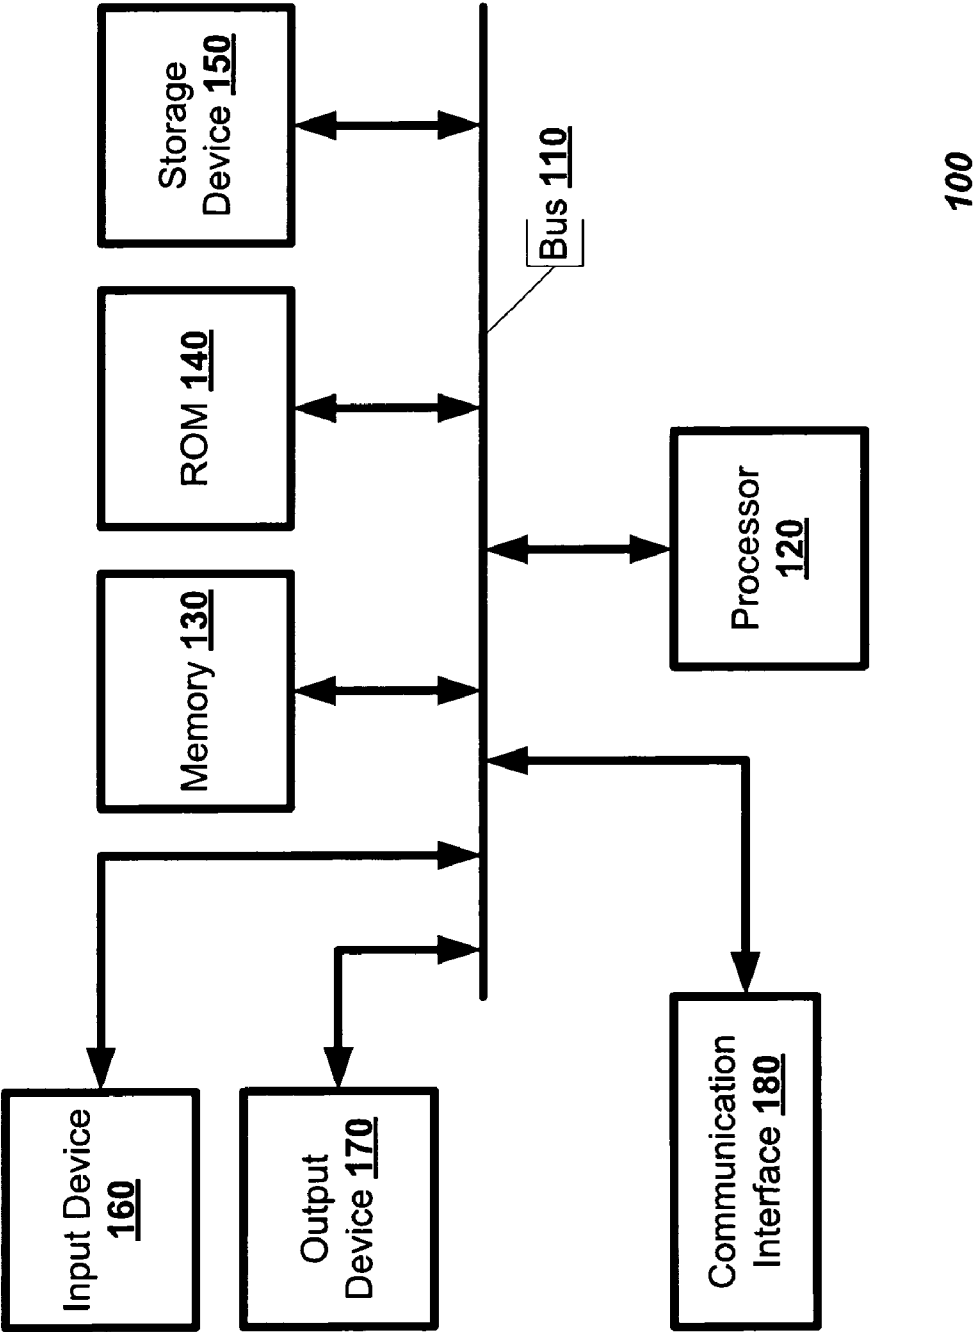 Input Device
160
Memory 130
ROM 140
Storage
Device 150
Output
Device 170
Bus 110
Communication
Interface 180
Processor
120
100